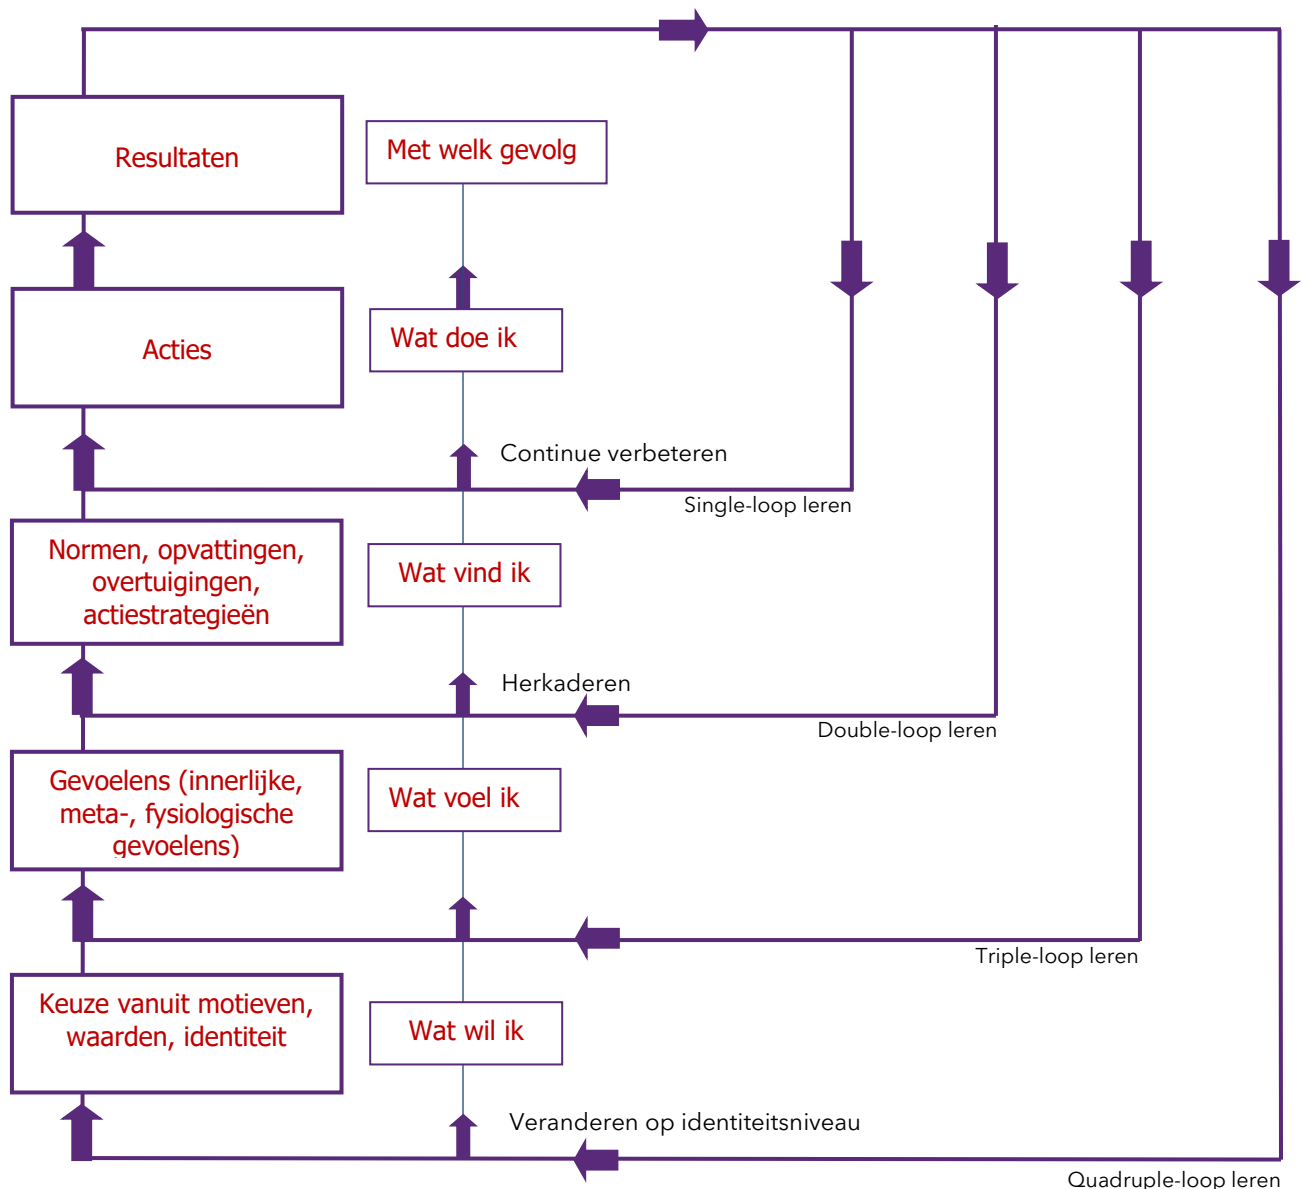 Resultaten
Met welk gevolg
Acties
Wat doe ik
Continue verbeteren
Single-loop leren
Normen, opvattingen,
overtuigingen,
actiestrategieën
Wat vind ik
Herkaderen
Double-loop leren
Gevoelens (innerlijke,
meta-, fysiologische
gevoelens)
Wat voel ik
Triple-loop leren
Keuze vanuit motieven,
waarden, identiteit
Wat wil ik
Veranderen op identiteitsniveau
Quadruple-loop leren